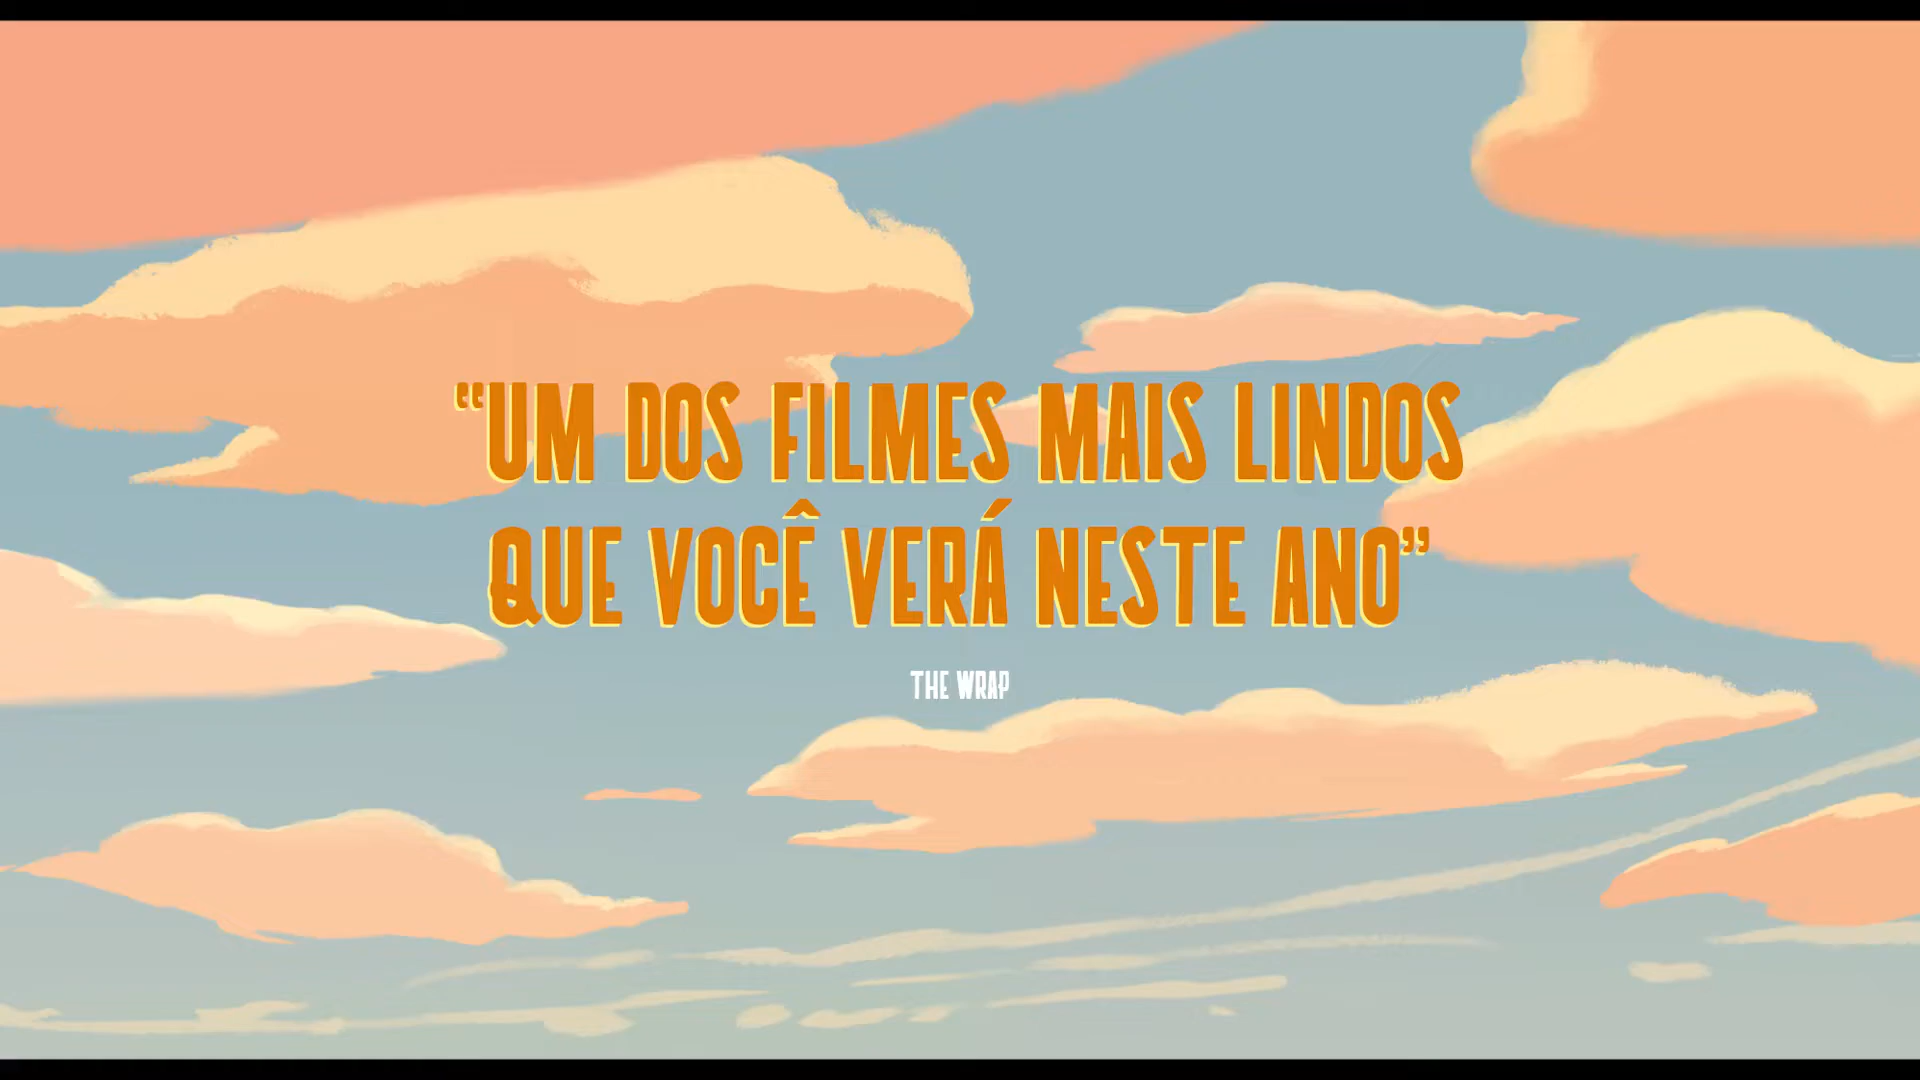 “UM DOS FILMES MAIS LINDOS
QUE VOCÊ VERÁ NESTE ANO”
THE WRAP